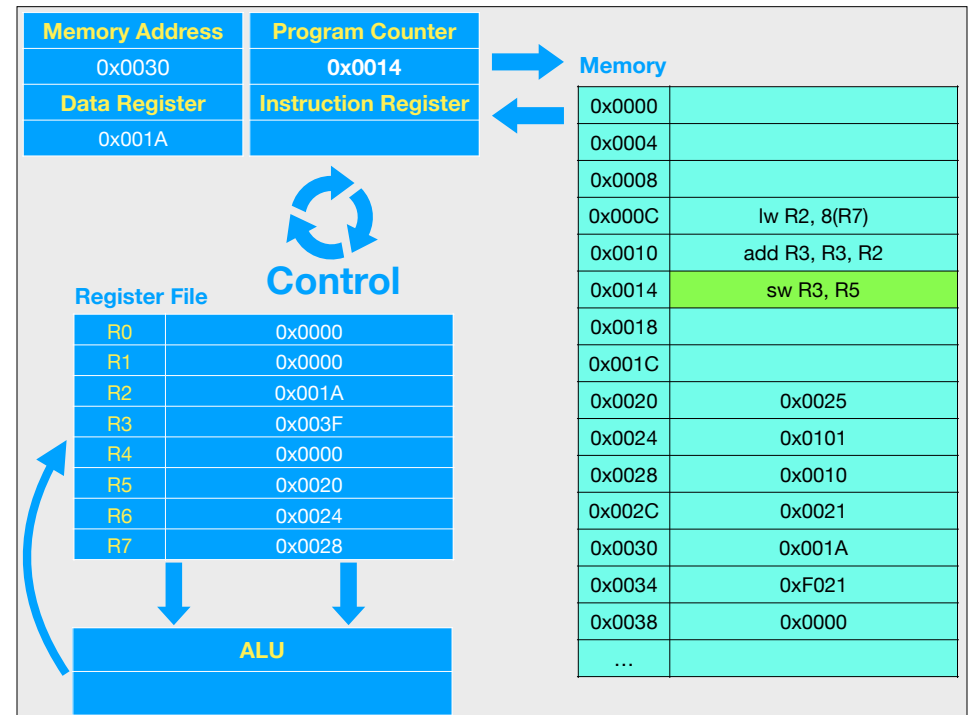 Memory Address Program Counter
0x0030 0x0014
Data Register Instruction Register
0x001A
Control
Register File
R0 0x0000
R1 0x0000
R2 0x001A
R3 0x003F
R4 0x0000
R5 0x0020
R6 0x0024
R7 0x0028
ALU
Memory
0x0000
0x0004
0x0008
0x000C lw R2, 8(R7)
0x0010 add R3, R3, R2
0x0014 sw R3, R5
0x0018
0x001C
0x0020 0x0025
0x0024 0x0101
0x0028 0x0010
0x002C 0x0021
0x0030 0x001A
0x0034 0xF021
0x0038 0x0000
…